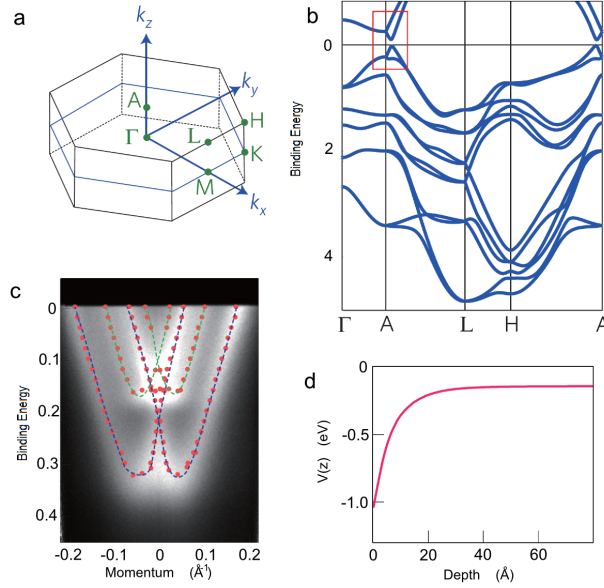 a
k_z
k_y
A
H
Γ
L
K
M
k_x
b
Binding Energy
0
2
4
Γ
A
L
H
A
c
Binding Energy
0
0.1
0.2
0.3
0.4
-0.2
-0.1
0
0.1
0.2
Momentum (Å⁻¹)
d
V(z) (eV)
0
-0.5
-1.0
0
20
40
60
Depth (Å)